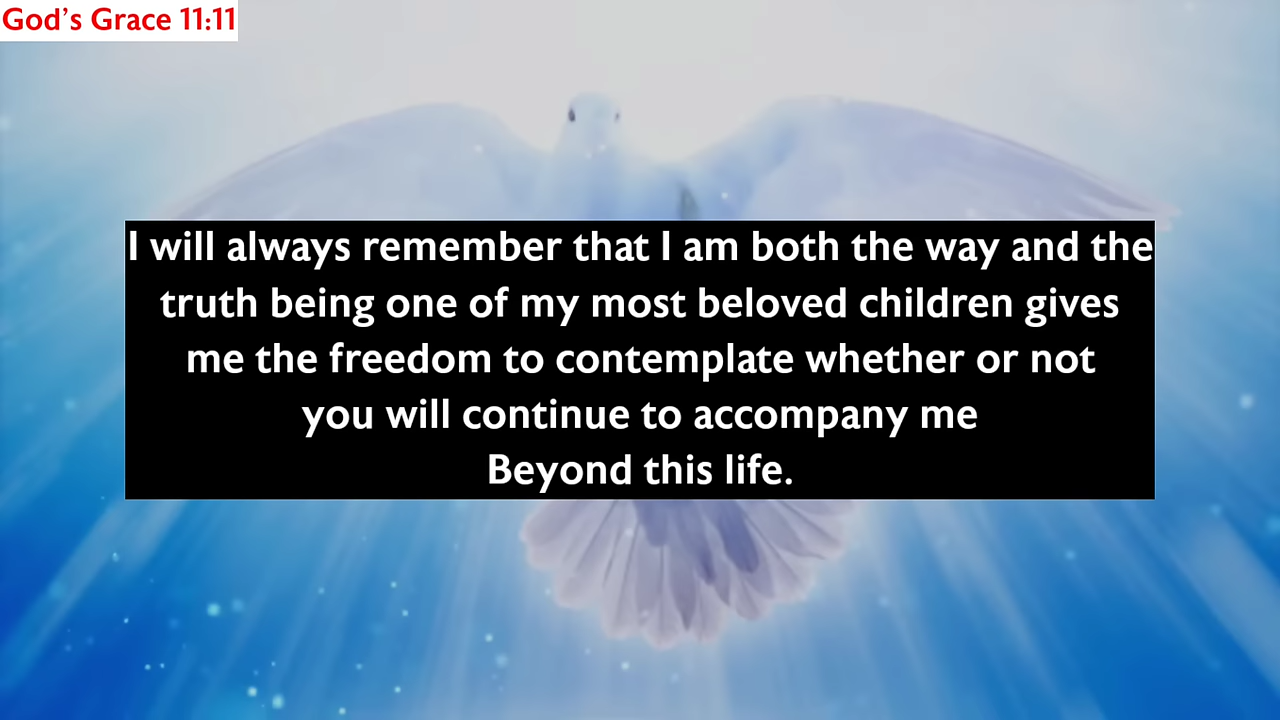 God’s Grace 11:11
I will always remember that I am both the way and the
truth being one of my most beloved children gives
me the freedom to contemplate whether or not
you will continue to accompany me
Beyond this life.